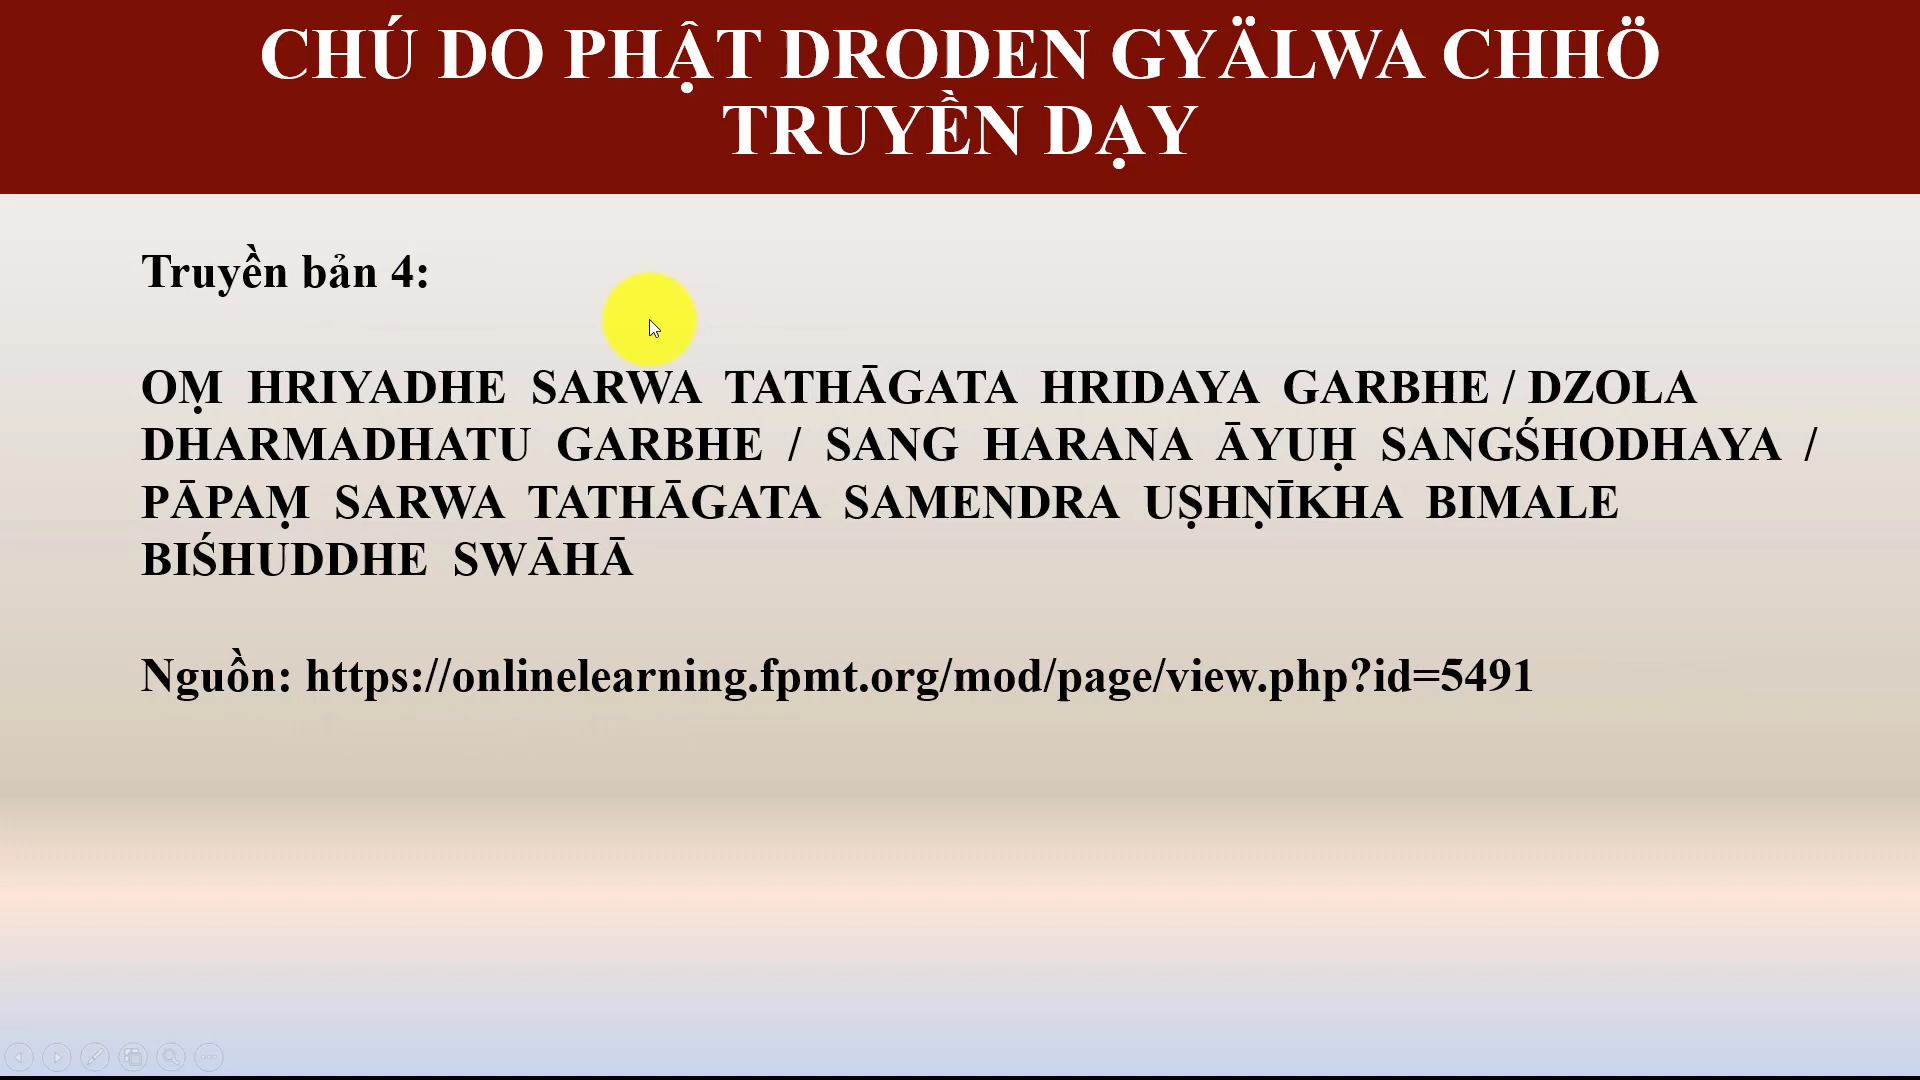 CHÚ DO PHẬT DRODEN GYÄLWA CHHÖ
TRUYỀN DẠY
Truyền bản 4:
OṂ HRIYADHE SARWA TATHĀGATA HRIDAYA GARBHE / DZOLA
DHARMADHATU GARBHE / SANG HARANA ĀYUḤ SANGŚHODHAYA /
PĀPAṂ SARWA TATHĀGATA SAMENDRA UṢHṆĪKHA BIMALE
BIŚHUDDHE SWĀHĀ
Nguồn: https://onlinelearning.fpmt.org/mod/page/view.php?id=5491